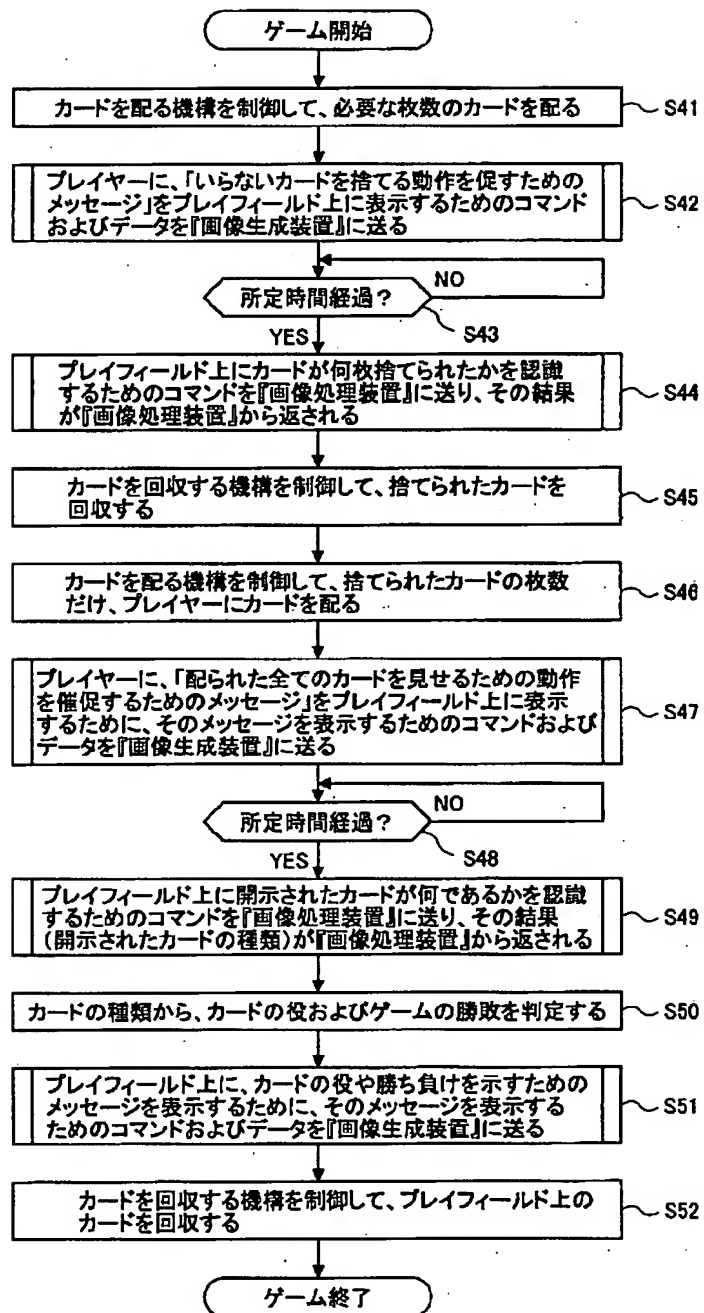 ゲーム開始
カードを配る機構を制御して、必要な枚数のカードを配る
S41
プレイヤーに、「いらないカードを捨てる動作を促すための
メッセージ」をプレイフィールド上に表示するためのコマンド
およびデータを『画像生成装置』に送る
S42
NO
所定時間経過？
S43
YES
プレイフィールド上にカードが何枚捨てられたかを認識
するためのコマンドを『画像処理装置』に送り、その結果
が『画像処理装置』から返される
S44
カードを回収する機構を制御して、捨てられたカードを
回収する
S45
カードを配る機構を制御して、捨てられたカードの枚数
だけ、プレイヤーにカードを配る
S46
プレイヤーに、「配られた全てのカードを見せるための動作
を催促するためのメッセージ」をプレイフィールド上に表示
するために、そのメッセージを表示するためのコマンドおよび
データを『画像生成装置』に送る
S47
NO
所定時間経過？
S48
YES
プレイフィールド上に開示されたカードが何であるかを認識
するためのコマンドを『画像処理装置』に送り、その結果
(開示されたカードの種類)が『画像処理装置』から返される
S49
カードの種類から、カードの役およびゲームの勝敗を判定する
S50
プレイフィールド上に、カードの役や勝ち負けを示すための
メッセージを表示するために、そのメッセージを表示する
ためのコマンドおよびデータを『画像生成装置』に送る
S51
カードを回収する機構を制御して、プレイフィールド上の
カードを回収する
S52
ゲーム終了